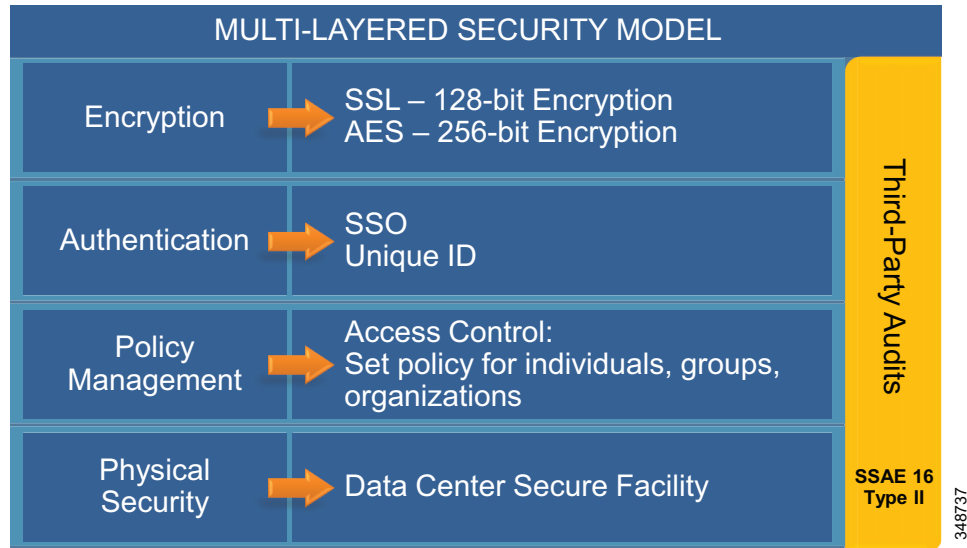 MULTI-LAYERED SECURITY MODEL
Encryption
SSL – 128-bit Encryption
AES – 256-bit Encryption
Authentication
SSO
Unique ID
Policy
Management
Access Control:
Set policy for individuals, groups,
organizations
Physical
Security
Data Center Secure Facility
Third-Party Audits
SSAE 16
Type II
348737